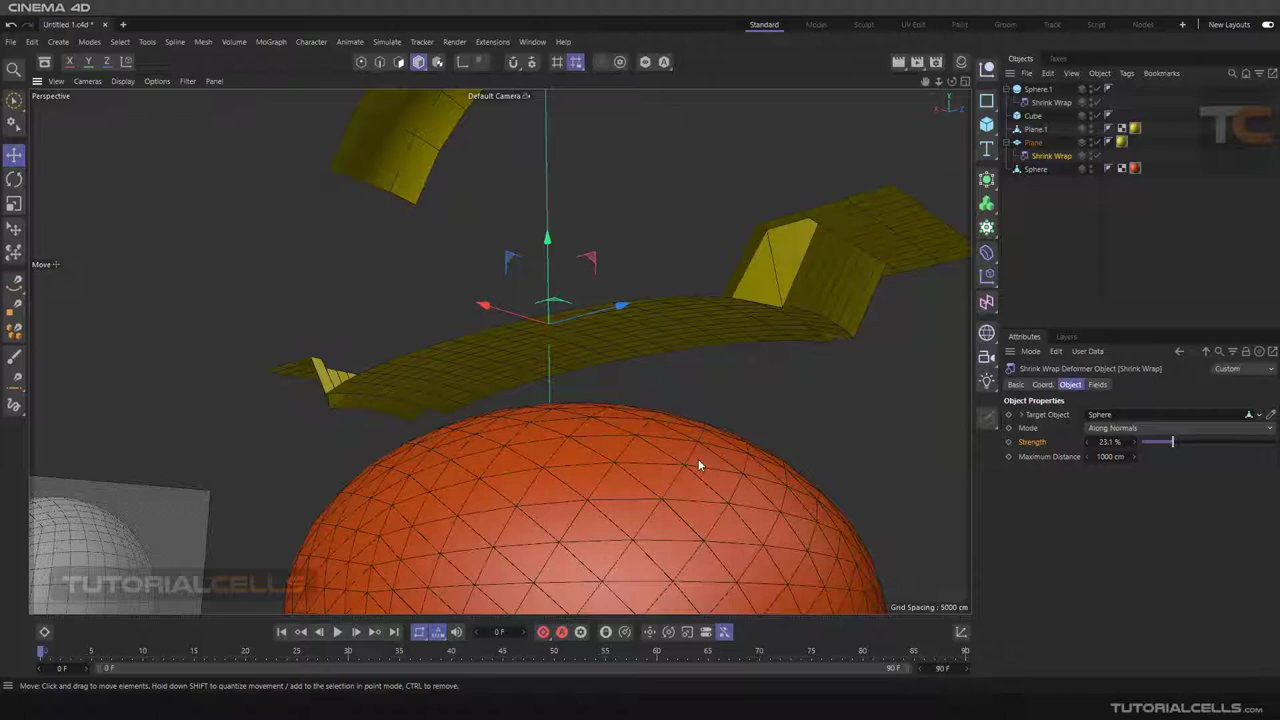 CINEMA 4D
Untitled 1.c4d * × +
Standard Model Sculpt UV Edit Paint Groom Track Script Nodes + New Layouts
File Edit Create Modes Select Tools Spline Mesh Volume MoGraph Character Animate Simulate Tracker Render Extensions Window Help
X Y Z
Objects Takes
File Edit View Object Tags Bookmarks
View Cameras Display Options Filter Panel
Perspective Default Camera
Sphere.1
Shrink Wrap
Cube
Plane.1
Plane
Shrink Wrap
Sphere
TC
Move
Attributes Layers
Mode Edit User Data
Shrink Wrap Deformer Object [Shrink Wrap] Custom
Basic Coord. Object Fields
Object Properties
Target Object Sphere
Mode Along Normals
Strength 23.1 %
Maximum Distance 1000 cm
TUTORIALCELLS
Grid Spacing : 5000 cm
0 F
0 5 10 15 20 25 30 35 40 45 50 55 60 65 70 75 80 85 90
0 F 0 F 90 F 90 F
Move: Click and drag to move elements. Hold down SHIFT to quantize movement / add to the selection in point mode, CTRL to remove.
TUTORIALCELLS.com